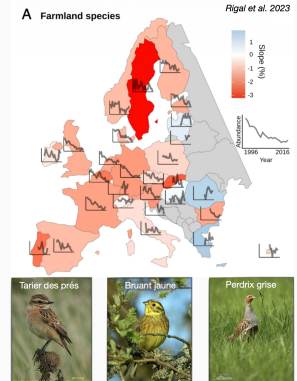 Rigal et al. 2023
A Farmland species
1
0
-1
-2
-3
Slope (%)
Abundance
1996 2016
Year
Tarier des prés
Bruant jaune
Perdrix grise